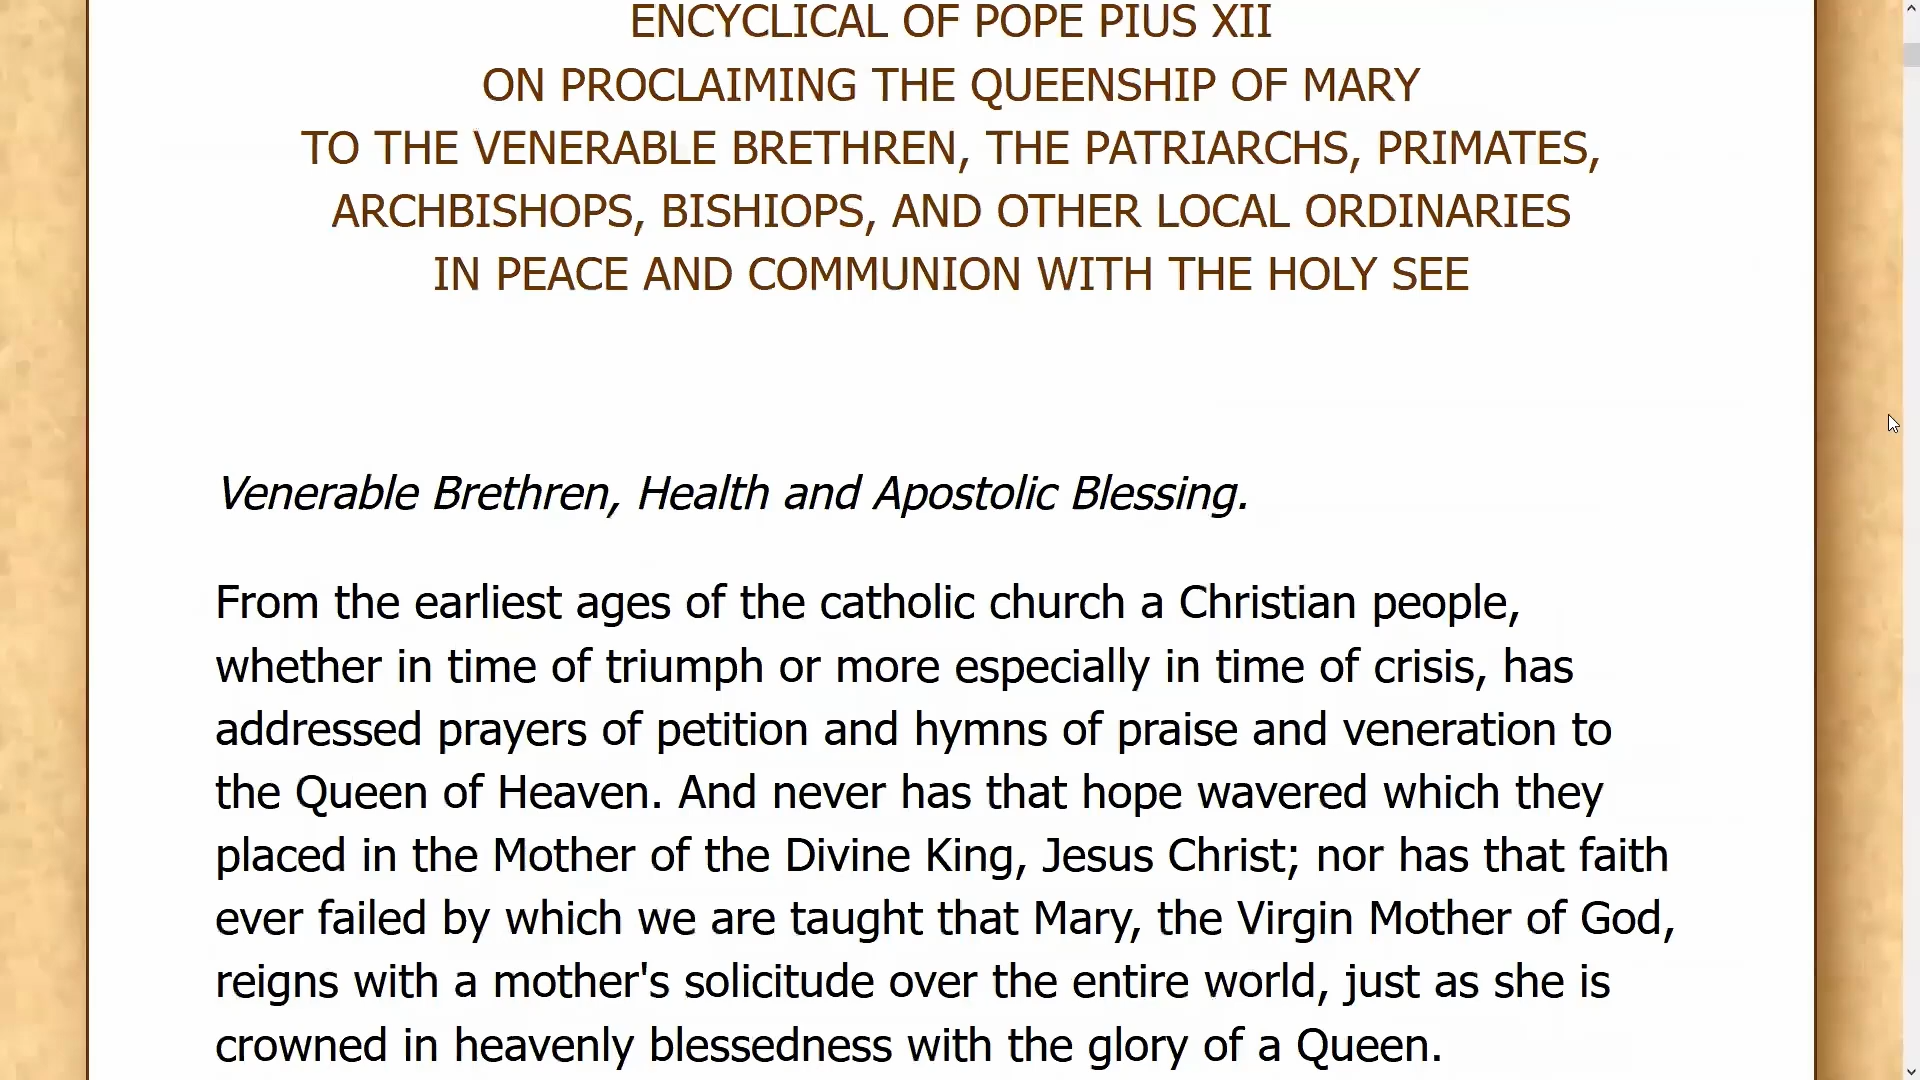 ENCYCLICAL OF POPE PIUS XII
ON PROCLAIMING THE QUEENSHIP OF MARY
TO THE VENERABLE BRETHREN, THE PATRIARCHS, PRIMATES,
ARCHBISHOPS, BISHIOPS, AND OTHER LOCAL ORDINARIES
IN PEACE AND COMMUNION WITH THE HOLY SEE
Venerable Brethren, Health and Apostolic Blessing.
From the earliest ages of the catholic church a Christian people,
whether in time of triumph or more especially in time of crisis, has
addressed prayers of petition and hymns of praise and veneration to
the Queen of Heaven. And never has that hope wavered which they
placed in the Mother of the Divine King, Jesus Christ; nor has that faith
ever failed by which we are taught that Mary, the Virgin Mother of God,
reigns with a mother's solicitude over the entire world, just as she is
crowned in heavenly blessedness with the glory of a Queen.